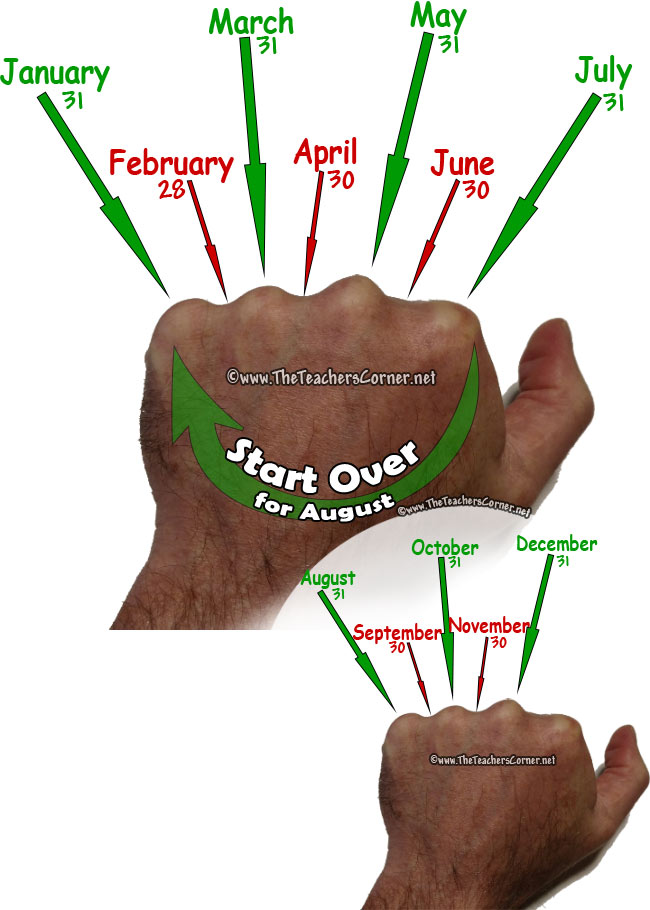 January
31
February
28
March
31
April
30
May
31
June
30
July
31
©www.TheTeachersCorner.net
Start Over
for August
©www.TheTeachersCorner.net
August
31
September
30
October
31
November
30
December
31
©www.TheTeachersCorner.net